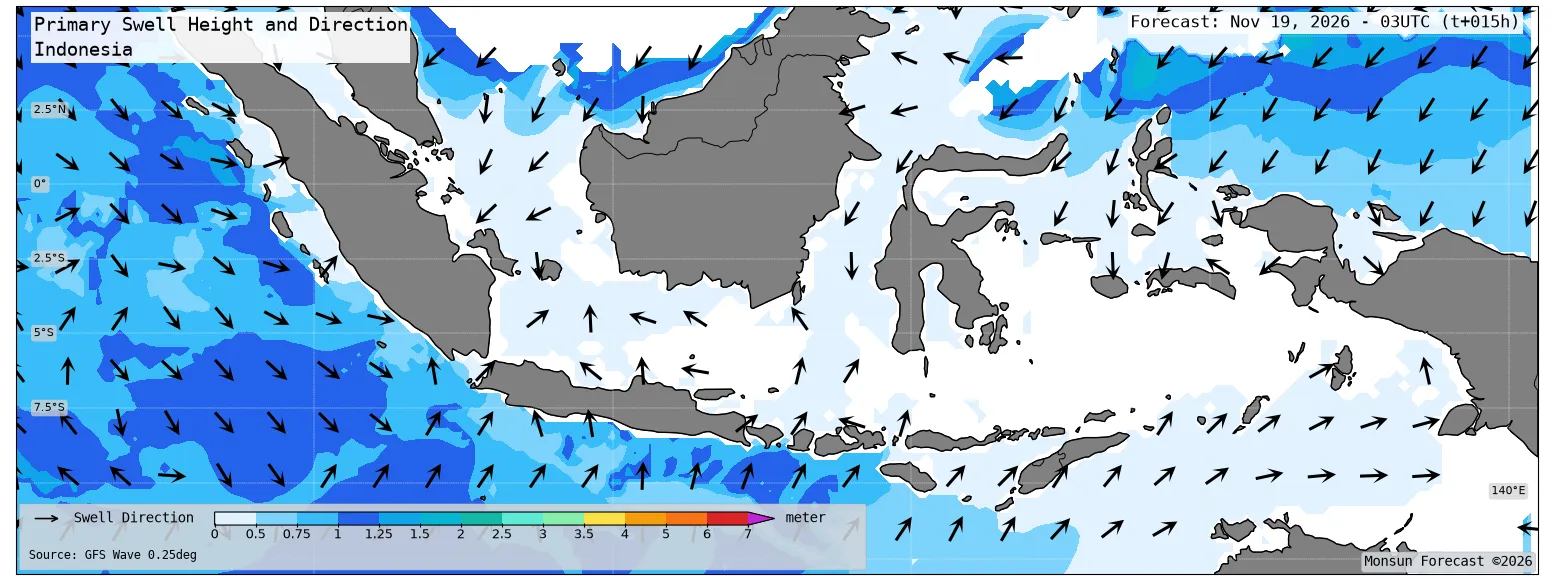 Primary Swell Height and Direction
Indonesia
Forecast: Nov 19, 2026 - 03UTC (t+015h)
2.5°N
0°
2.5°S
5°S
7.5°S
140°E
Swell Direction
0 0.5 0.75 1 1.25 1.5 2 2.5 3 3.5 4 5 6 7
meter
Source: GFS Wave 0.25deg
Monsun Forecast ©2026